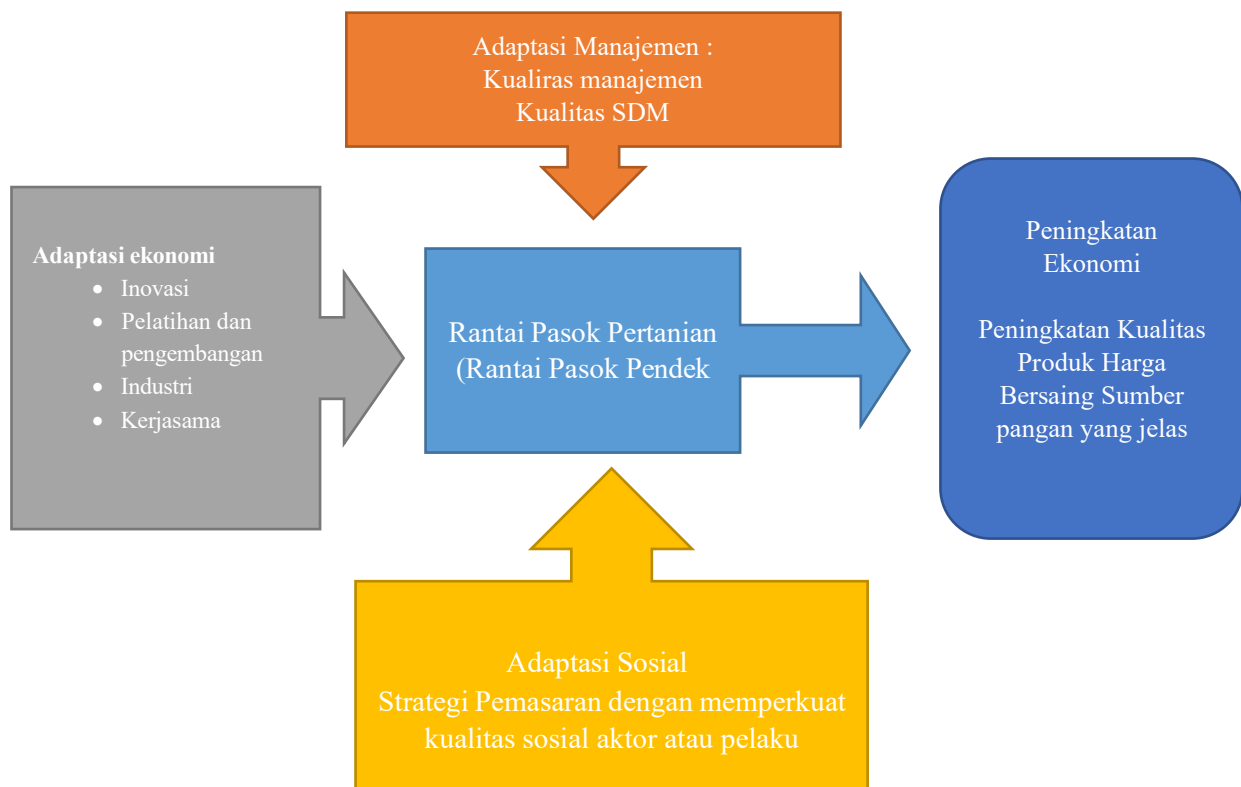 Adaptasi Manajemen :
Kualiras manajemen
Kualitas SDM
Adaptasi ekonomi
• Inovasi
• Pelatihan dan
pengembangan
• Industri
• Kerjasama
Rantai Pasok Pertanian
(Rantai Pasok Pendek
Peningkatan
Ekonomi
Peningkatan Kualitas
Produk Harga
Bersaing Sumber
pangan yang jelas
Adaptasi Sosial
Strategi Pemasaran dengan memperkuat
kualitas sosial aktor atau pelaku